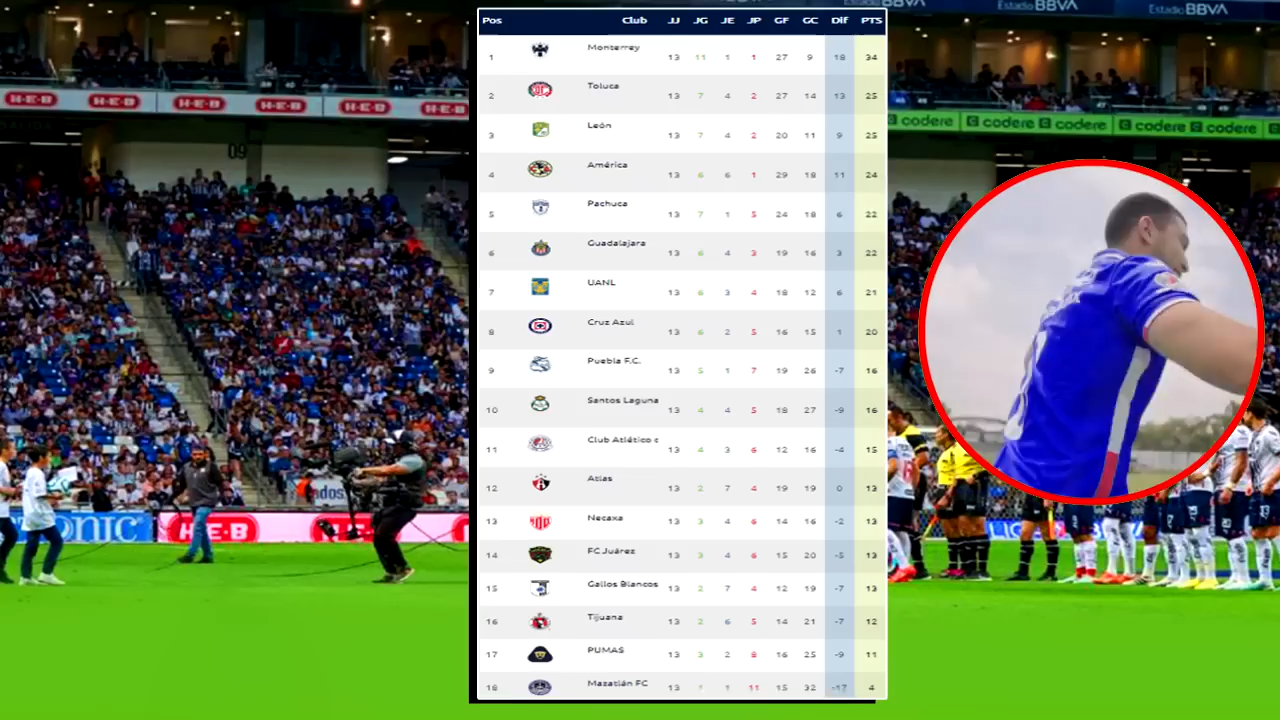 Estadio BBVA
Estadio BBVA
BBVA
H-E-B H-E-B H-E-B H-E-B H-E-B H-E-B
codere codere codere codere codere
09
Pos Club JJ JG JE JP GF GC Dif PTS
1 Monterrey 13 11 1 1 27 9 18 34
2 Toluca 13 7 4 2 27 14 13 25
3 León 13 7 4 2 20 11 9 25
4 América 13 6 6 1 29 18 11 24
5 Pachuca 13 7 1 5 24 18 6 22
6 Guadalajara 13 6 4 3 19 16 3 22
7 UANL 13 6 3 4 18 12 6 21
8 Cruz Azul 13 6 2 5 16 15 1 20
9 Puebla F.C. 13 5 1 7 19 26 -7 16
10 Santos Laguna 13 4 4 5 18 27 -9 16
11 Club Atlético c 13 4 3 6 12 16 -4 15
12 Atlas 13 2 7 4 19 19 0 13
13 Necaxa 13 3 4 6 14 16 -2 13
14 FC Juárez 13 3 4 6 15 20 -5 13
15 Gallos Blancos 13 2 7 4 12 19 -7 13
16 Tijuana 13 2 6 5 14 21 -7 12
17 PUMAS 13 3 2 8 16 25 -9 11
18 Mazatlán FC 13 1 1 11 15 32 -17 4
H-E-B